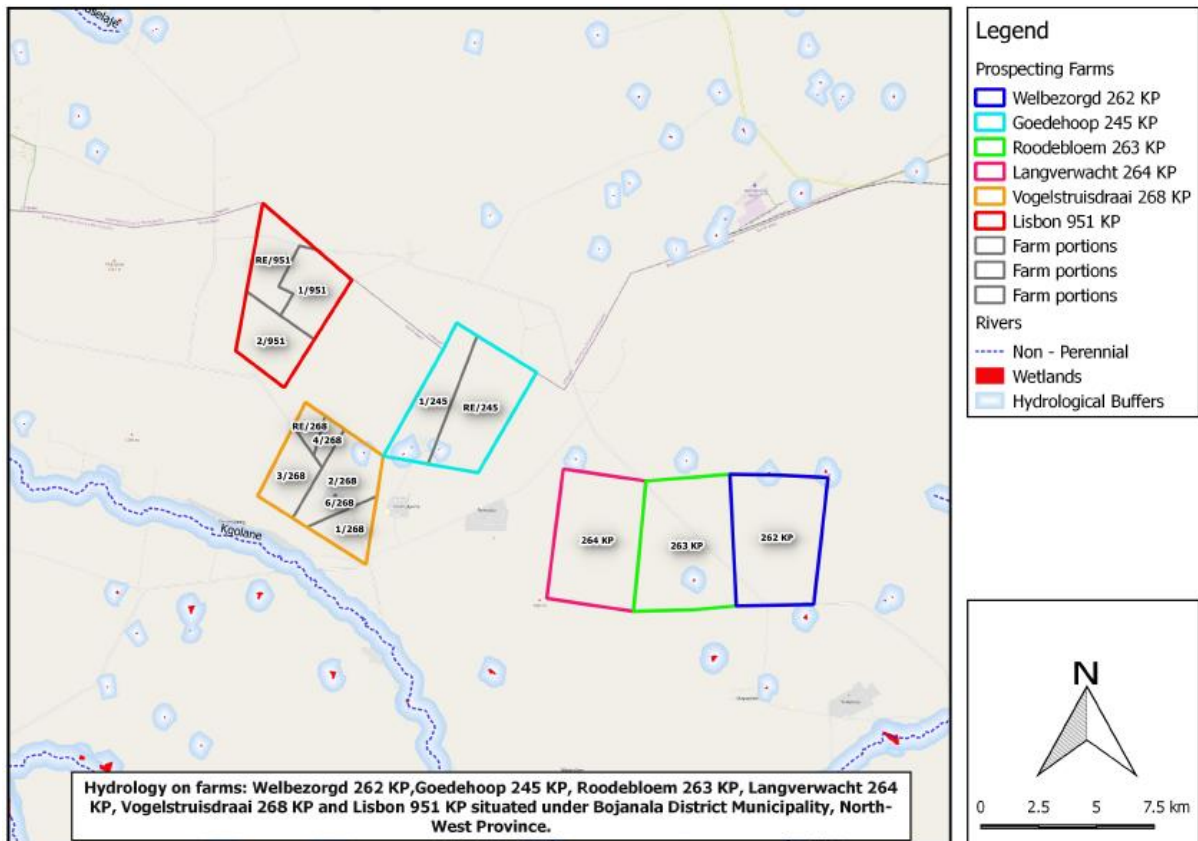 Legend
Prospecting Farms
Welbezorgd 262 KP
Goedehoop 245 KP
Roodebloem 263 KP
Langverwacht 264 KP
Vogelstruisdraai 268 KP
Lisbon 951 KP
Farm portions
Farm portions
Farm portions
Rivers
Non - Perennial
Wetlands
Hydrological Buffers
RE/951
1/951
2/951
1/245
RE/245
RE/268
4/268
3/268
2/268
6/268
1/268
Kgolane
264 KP
263 KP
262 KP
N
0 2.5 5 7.5 km
Hydrology on farms: Welbezorgd 262 KP,Goedehoop 245 KP, Roodebloem 263 KP, Langverwacht 264
KP, Vogelstruisdraai 268 KP and Lisbon 951 KP situated under Bojanala District Municipality, North-
West Province.